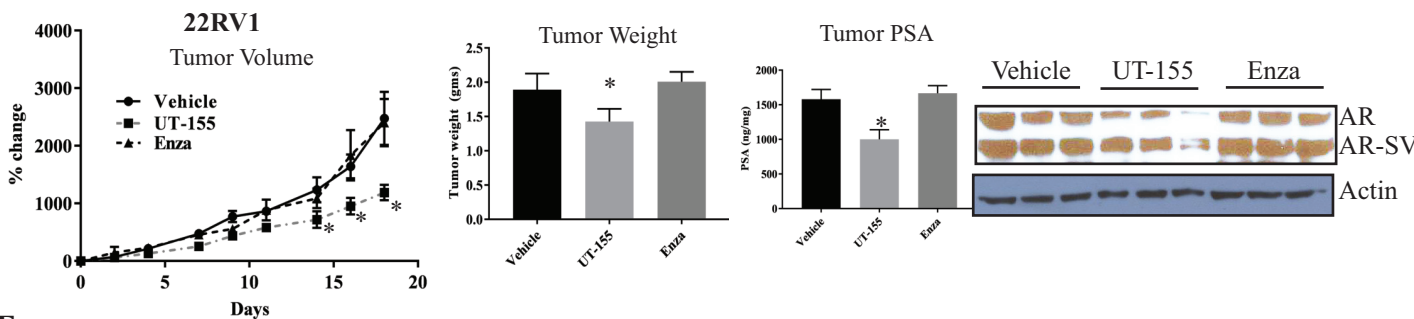 22RV1
Tumor Volume
% change
4000
3000
2000
1000
0
Vehicle
UT-155
Enza
*
*
*
0
5
10
15
20
Days
Tumor Weight
Tumor weight (gms)
2.5
2.0
1.5
1.0
0.5
0.0
*
Vehicle
UT-155
Enza
Tumor PSA
PSA (ng/mg)
2000
1500
1000
500
0
*
Vehicle
UT-155
Enza
Vehicle UT-155 Enza
AR
AR-SV
Actin